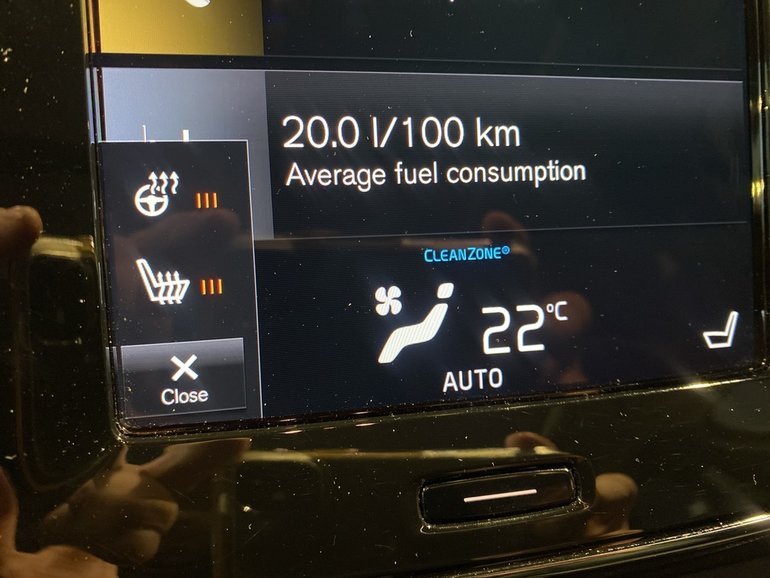 20.0 l/100 km
Average fuel consumption
CLEANZONE®
22°C
AUTO
Close